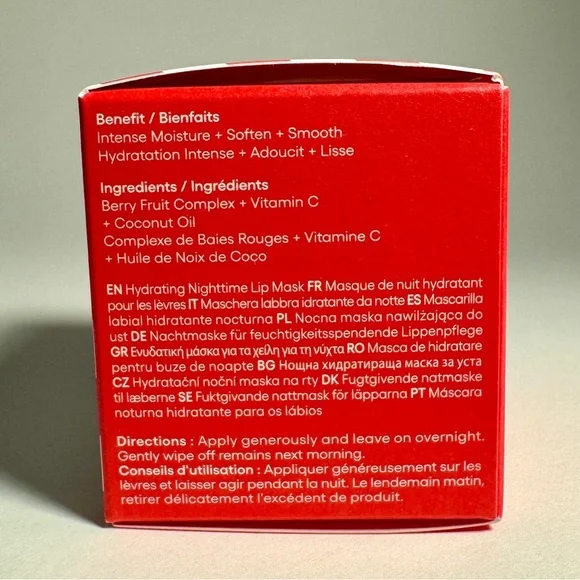 Benefit / Bienfaits
Intense Moisture + Soften + Smooth
Hydratation Intense + Adoucit + Lisse
Ingredients / Ingrédients
Berry Fruit Complex + Vitamin C
+ Coconut Oil
Complexe de Baies Rouges + Vitamine C
+ Huile de Noix de Coco
EN Hydrating Nighttime Lip Mask FR Masque de nuit hydratant
pour les lèvres IT Maschera labbra idratante da notte ES Mascarilla
labial hidratante nocturna PL Nocna maska nawilżająca do
ust DE Nachtmaske für feuchtigkeitsspendende Lippenpflege
GR Ενυδατική μάσκα για τα χείλη για τη νύχτα RO Masca de hidratare
pentru buze de noapte BG Нощна хидратираща маска за уста
CZ Hydratační noční maska na rty DK Fugtgivende natmaske
til læberne SE Fuktgivande nattmask för läpparna PT Máscara
noturna hidratante para os lábios
Directions : Apply generously and leave on overnight.
Gently wipe off remains next morning.
Conseils d'utilisation : Appliquer généreusement sur les
lèvres et laisser agir pendant la nuit. Le lendemain matin,
retirer délicatement l'excédent de produit.